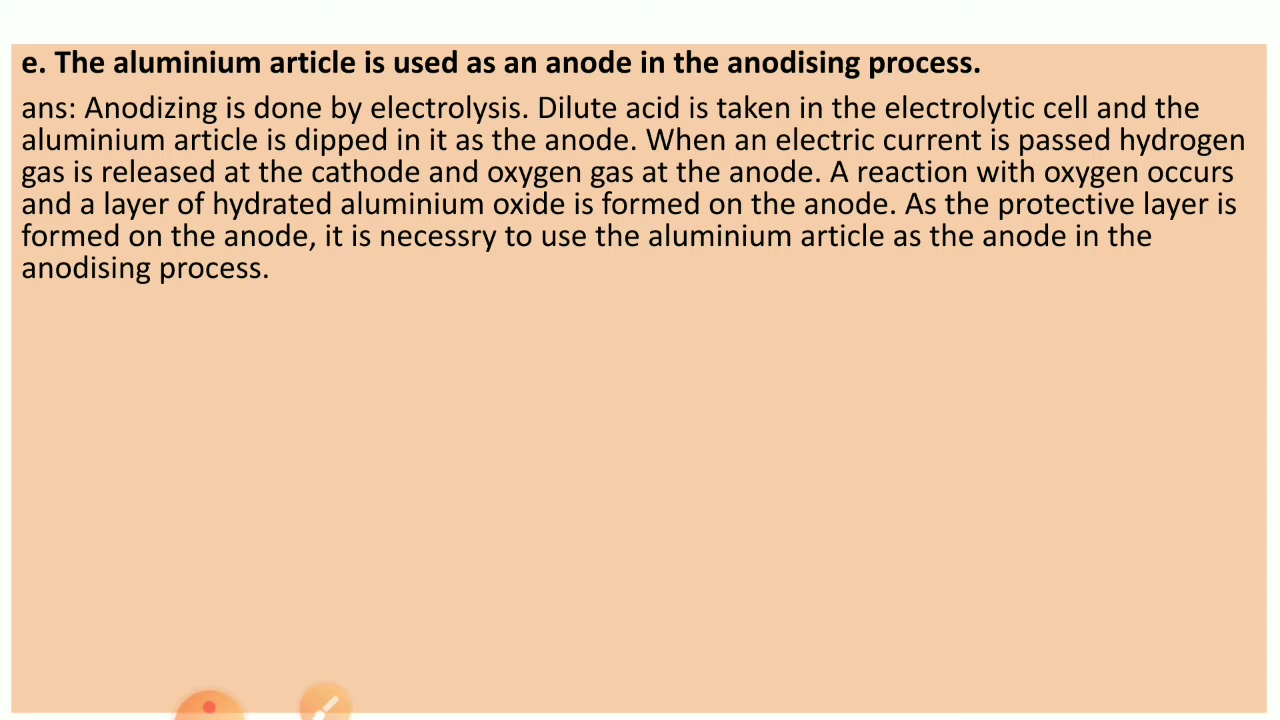 e. The aluminium article is used as an anode in the anodising process.
ans: Anodizing is done by electrolysis. Dilute acid is taken in the electrolytic cell and the
aluminium article is dipped in it as the anode. When an electric current is passed hydrogen
gas is released at the cathode and oxygen gas at the anode. A reaction with oxygen occurs
and a layer of hydrated aluminium oxide is formed on the anode. As the protective layer is
formed on the anode, it is necessry to use the aluminium article as the anode in the
anodising process.